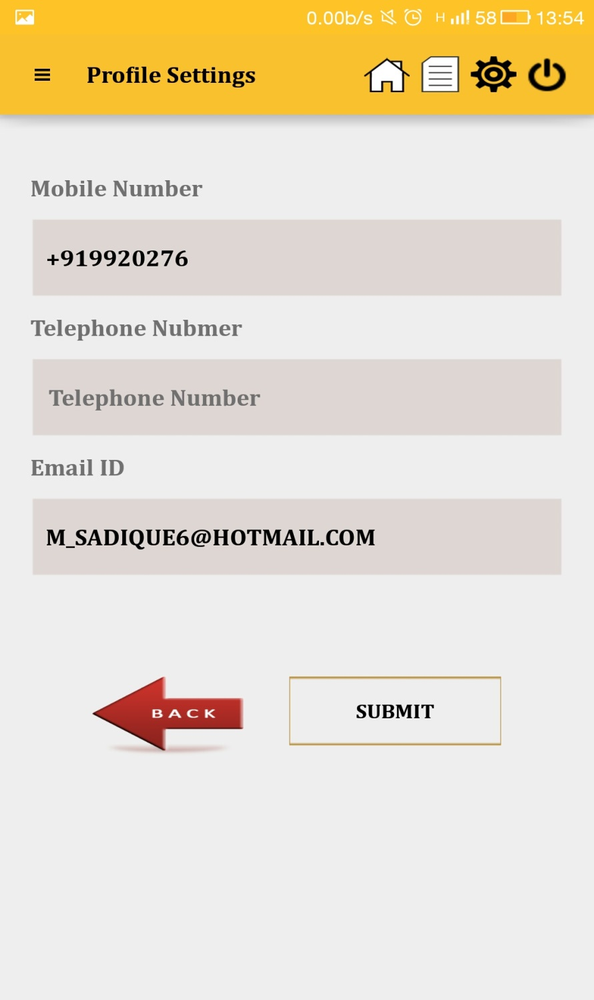 0.00b/s H 58 13:54
Profile Settings
Mobile Number
+919920276
Telephone Nubmer
Telephone Number
Email ID
M_SADIQUE6@HOTMAIL.COM
BACK
SUBMIT